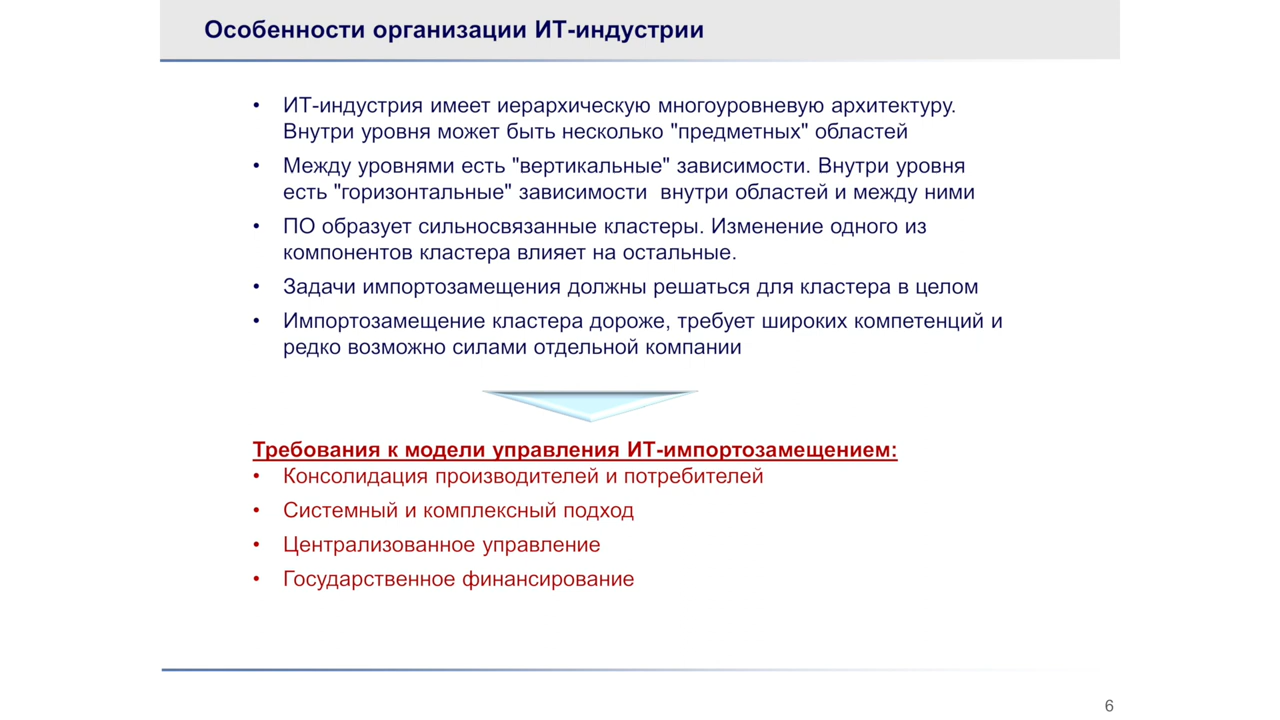 Особенности организации ИТ-индустрии
• ИТ-индустрия имеет иерархическую многоуровневую архитектуру.
Внутри уровня может быть несколько "предметных" областей
• Между уровнями есть "вертикальные" зависимости. Внутри уровня
есть "горизонтальные" зависимости  внутри областей и между ними
• ПО образует сильносвязанные кластеры. Изменение одного из
компонентов кластера влияет на остальные.
• Задачи импортозамещения должны решаться для кластера в целом
• Импортозамещение кластера дороже, требует широких компетенций и
редко возможно силами отдельной компании
Требования к модели управления ИТ-импортозамещением:
• Консолидация производителей и потребителей
• Системный и комплексный подход
• Централизованное управление
• Государственное финансирование
6